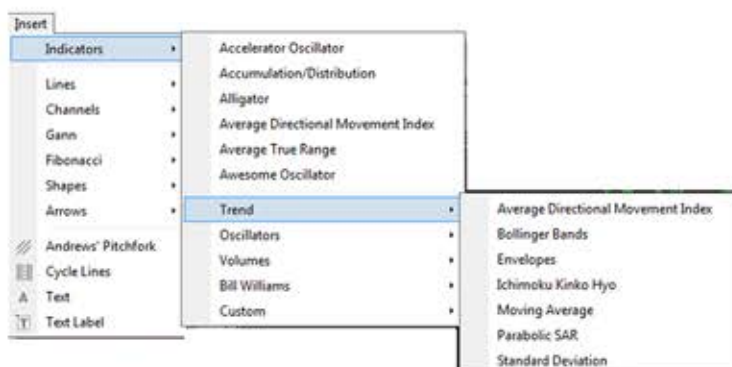 Insert
Indicators
Lines
Channels
Gann
Fibonacci
Shapes
Arrows
Andrews' Pitchfork
Cycle Lines
A Text
T Text Label
Accelerator Oscillator
Accumulation/Distribution
Alligator
Average Directional Movement Index
Average True Range
Awesome Oscillator
Trend
Oscillators
Volumes
Bill Williams
Custom
Average Directional Movement Index
Bollinger Bands
Envelopes
Ichimoku Kinko Hyo
Moving Average
Parabolic SAR
Standard Deviation